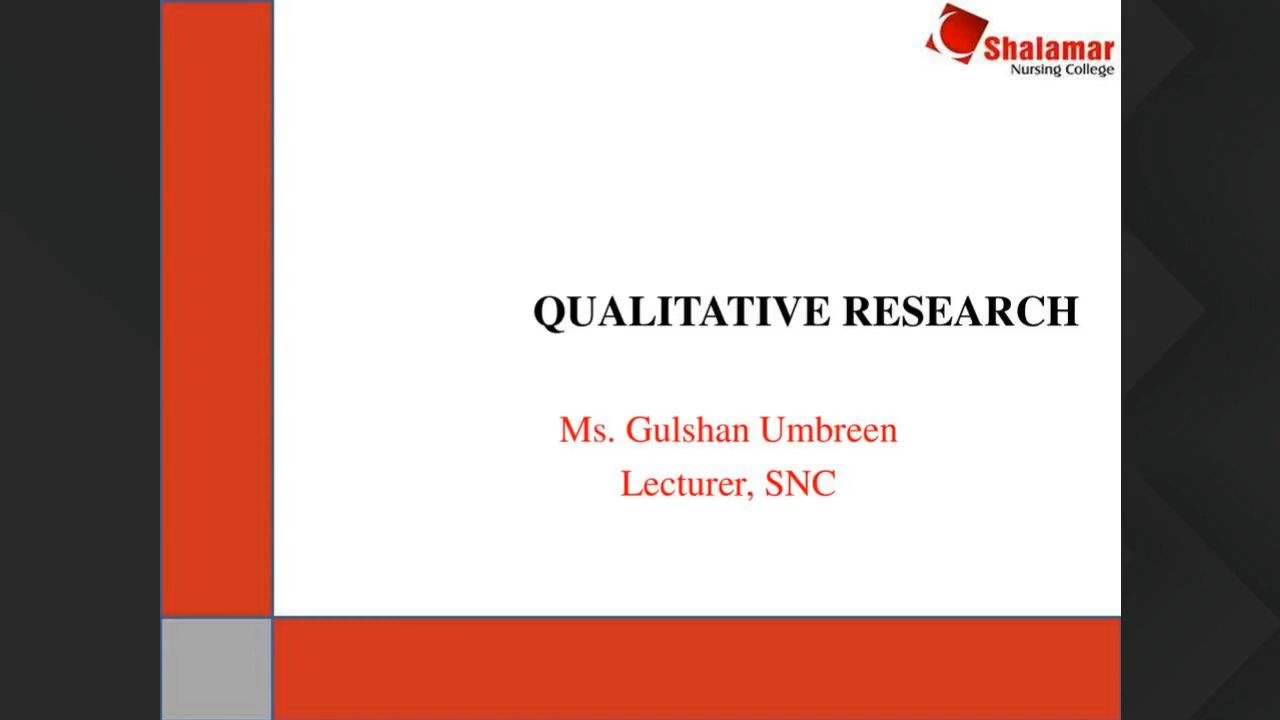 Shalamar
Nursing College
QUALITATIVE RESEARCH
Ms. Gulshan Umbreen
Lecturer, SNC